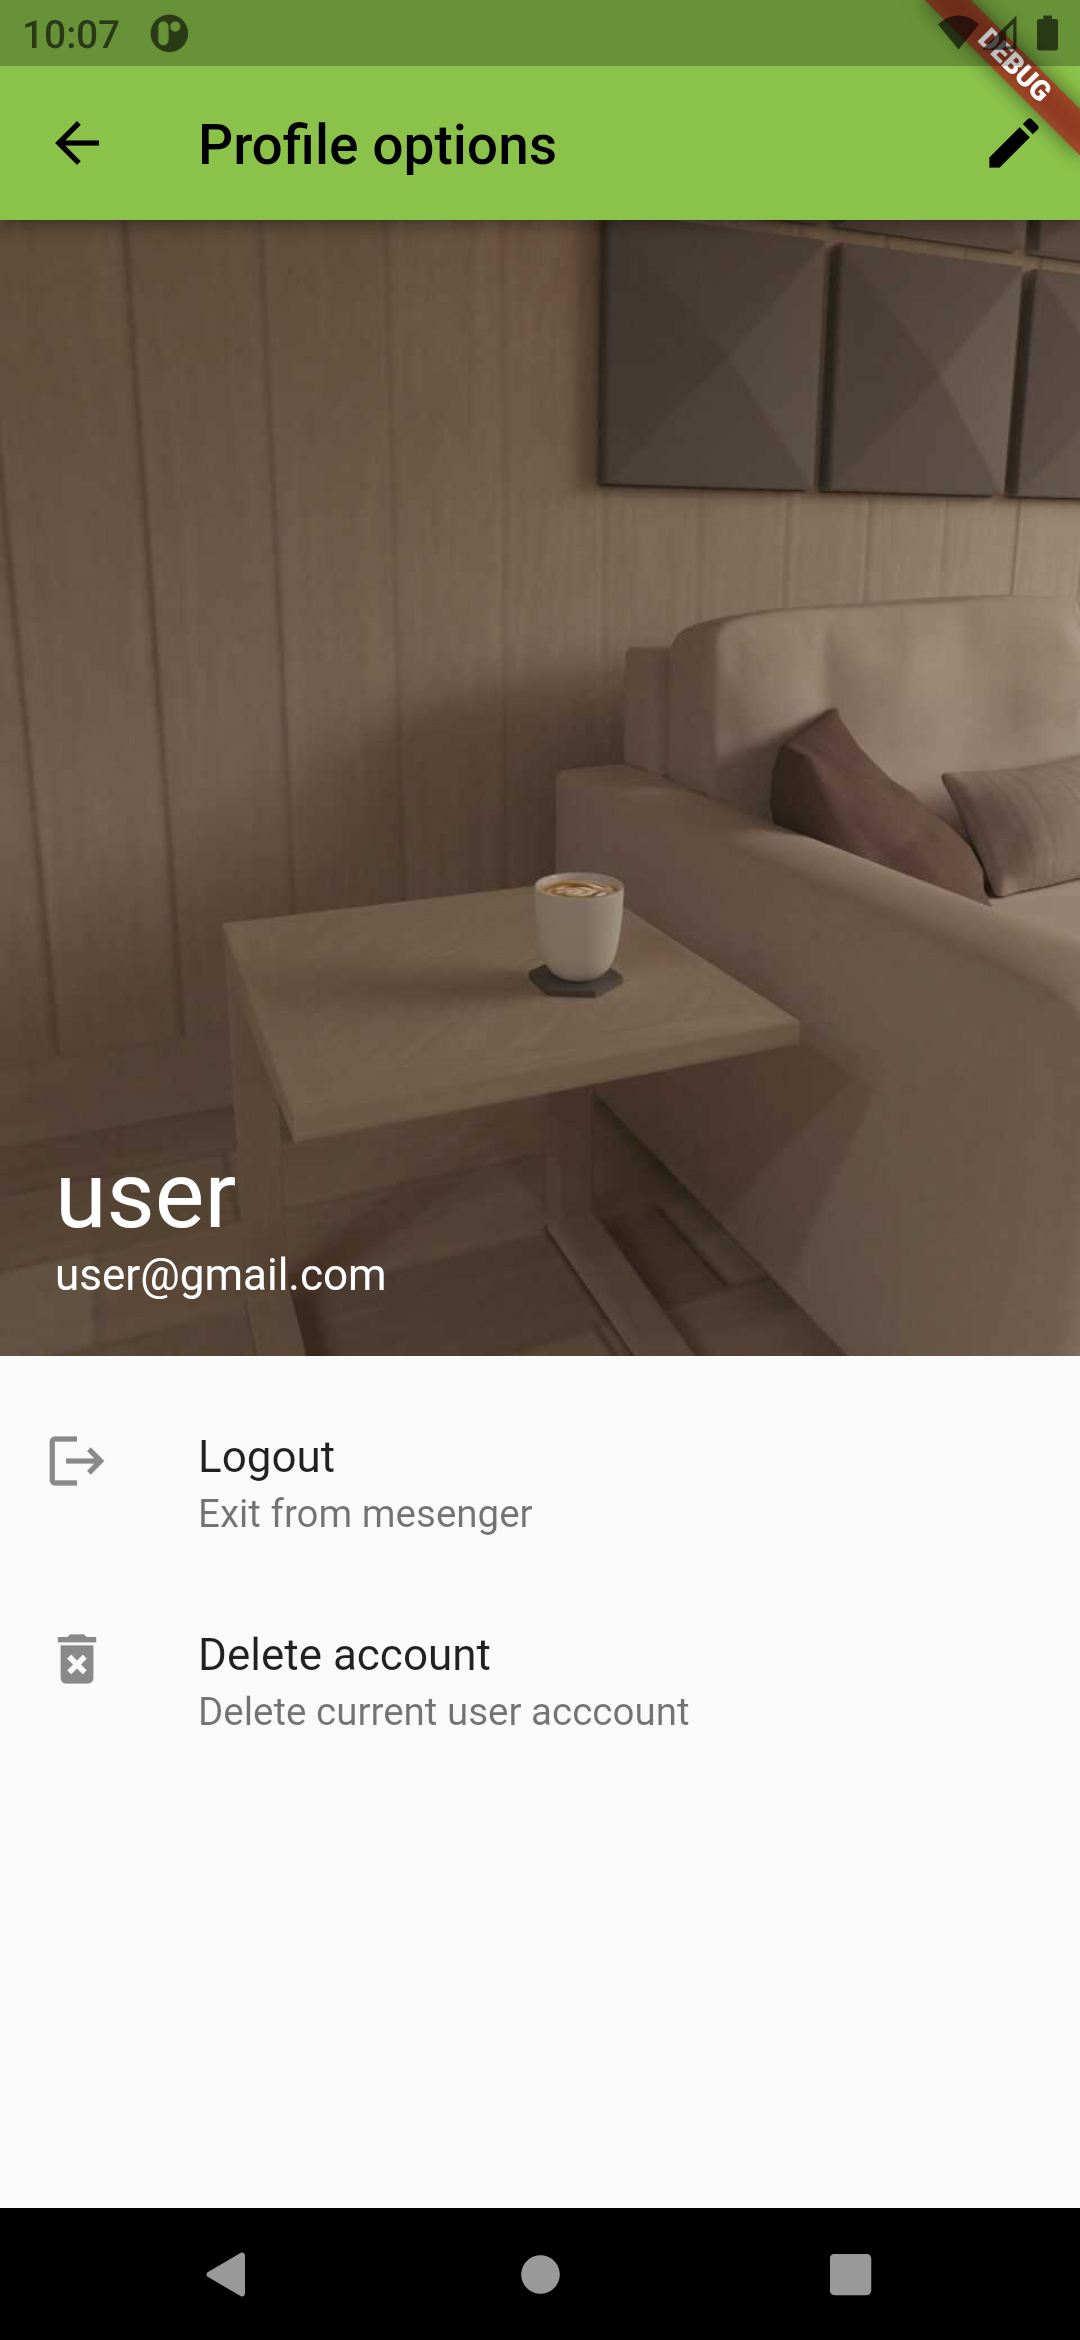 10:07
DEBUG
Profile options
user
user@gmail.com
Logout
Exit from mesenger
Delete account
Delete current user acccount